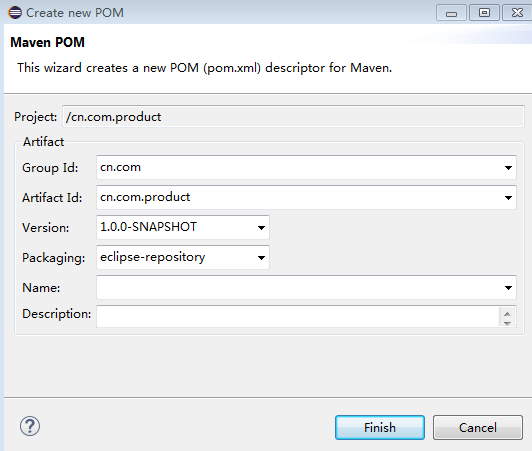 Create new POM
Maven POM
This wizard creates a new POM (pom.xml) descriptor for Maven.
Project: /cn.com.product
Artifact
Group Id: cn.com
Artifact Id: cn.com.product
Version: 1.0.0-SNAPSHOT
Packaging: eclipse-repository
Name:
Description:
?
Finish Cancel